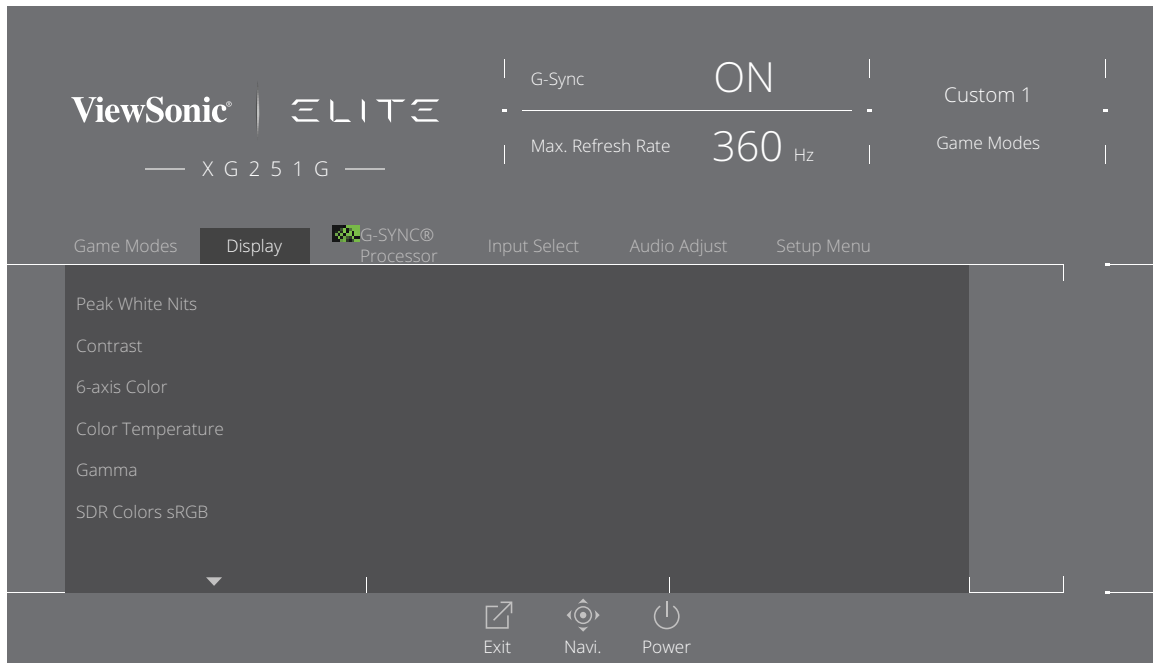 ViewSonic® ELITE
XG251G
G-Sync ON
Max. Refresh Rate 360 Hz
Custom 1
Game Modes
Game Modes Display G-SYNC® Processor Input Select Audio Adjust Setup Menu
Peak White Nits
Contrast
6-axis Color
Color Temperature
Gamma
SDR Colors sRGB
Exit Navi. Power